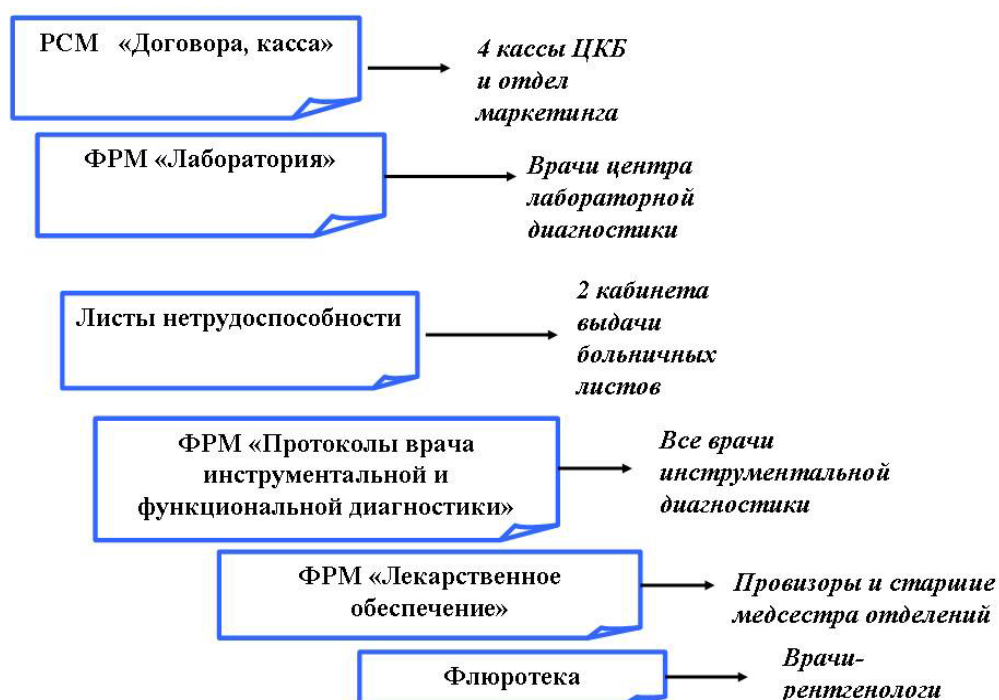 РСМ «Договора, касса»
4 кассы ЦКБ
и отдел
маркетинга
ФРМ «Лаборатория»
Врачи центра
лабораторной
диагностики
Листы нетрудоспособности
2 кабинета
выдачи
больничных
листов
ФРМ «Протоколы врача
инструментальной и
функциональной диагностики»
Все врачи
инструментальной
диагностики
ФРМ «Лекарственное
обеспечение»
Провизоры и старшие
медсестра отделений
Флюротека
Врачи-
рентгенологи